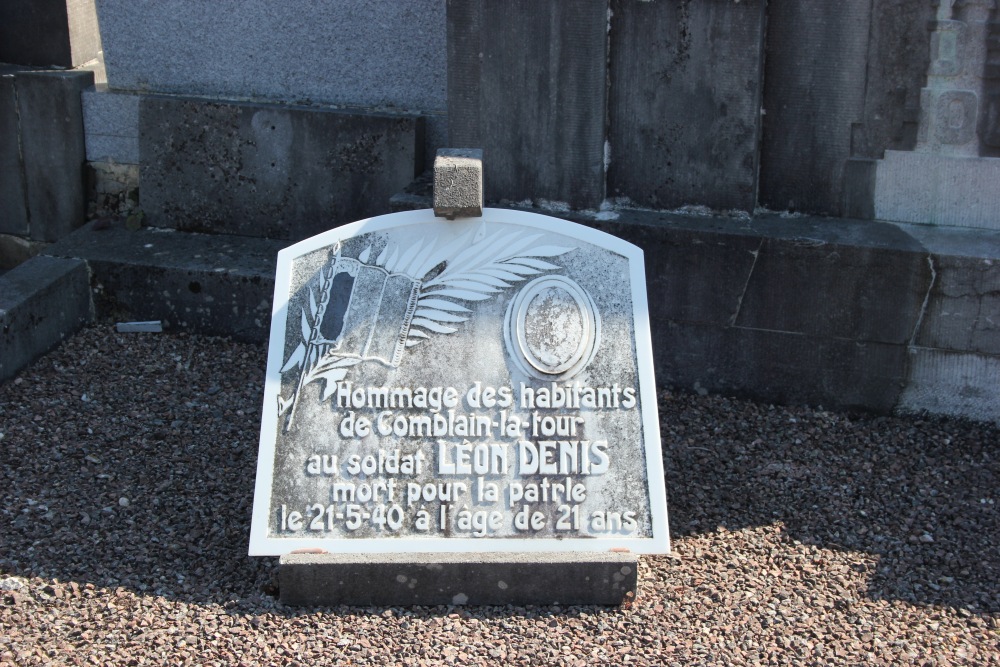 Hommage des habitants
de Comblain-la-tour
au soldat LÉON DENIS
mort pour la patrie
le 21-5-40 à l'âge de 21 ans